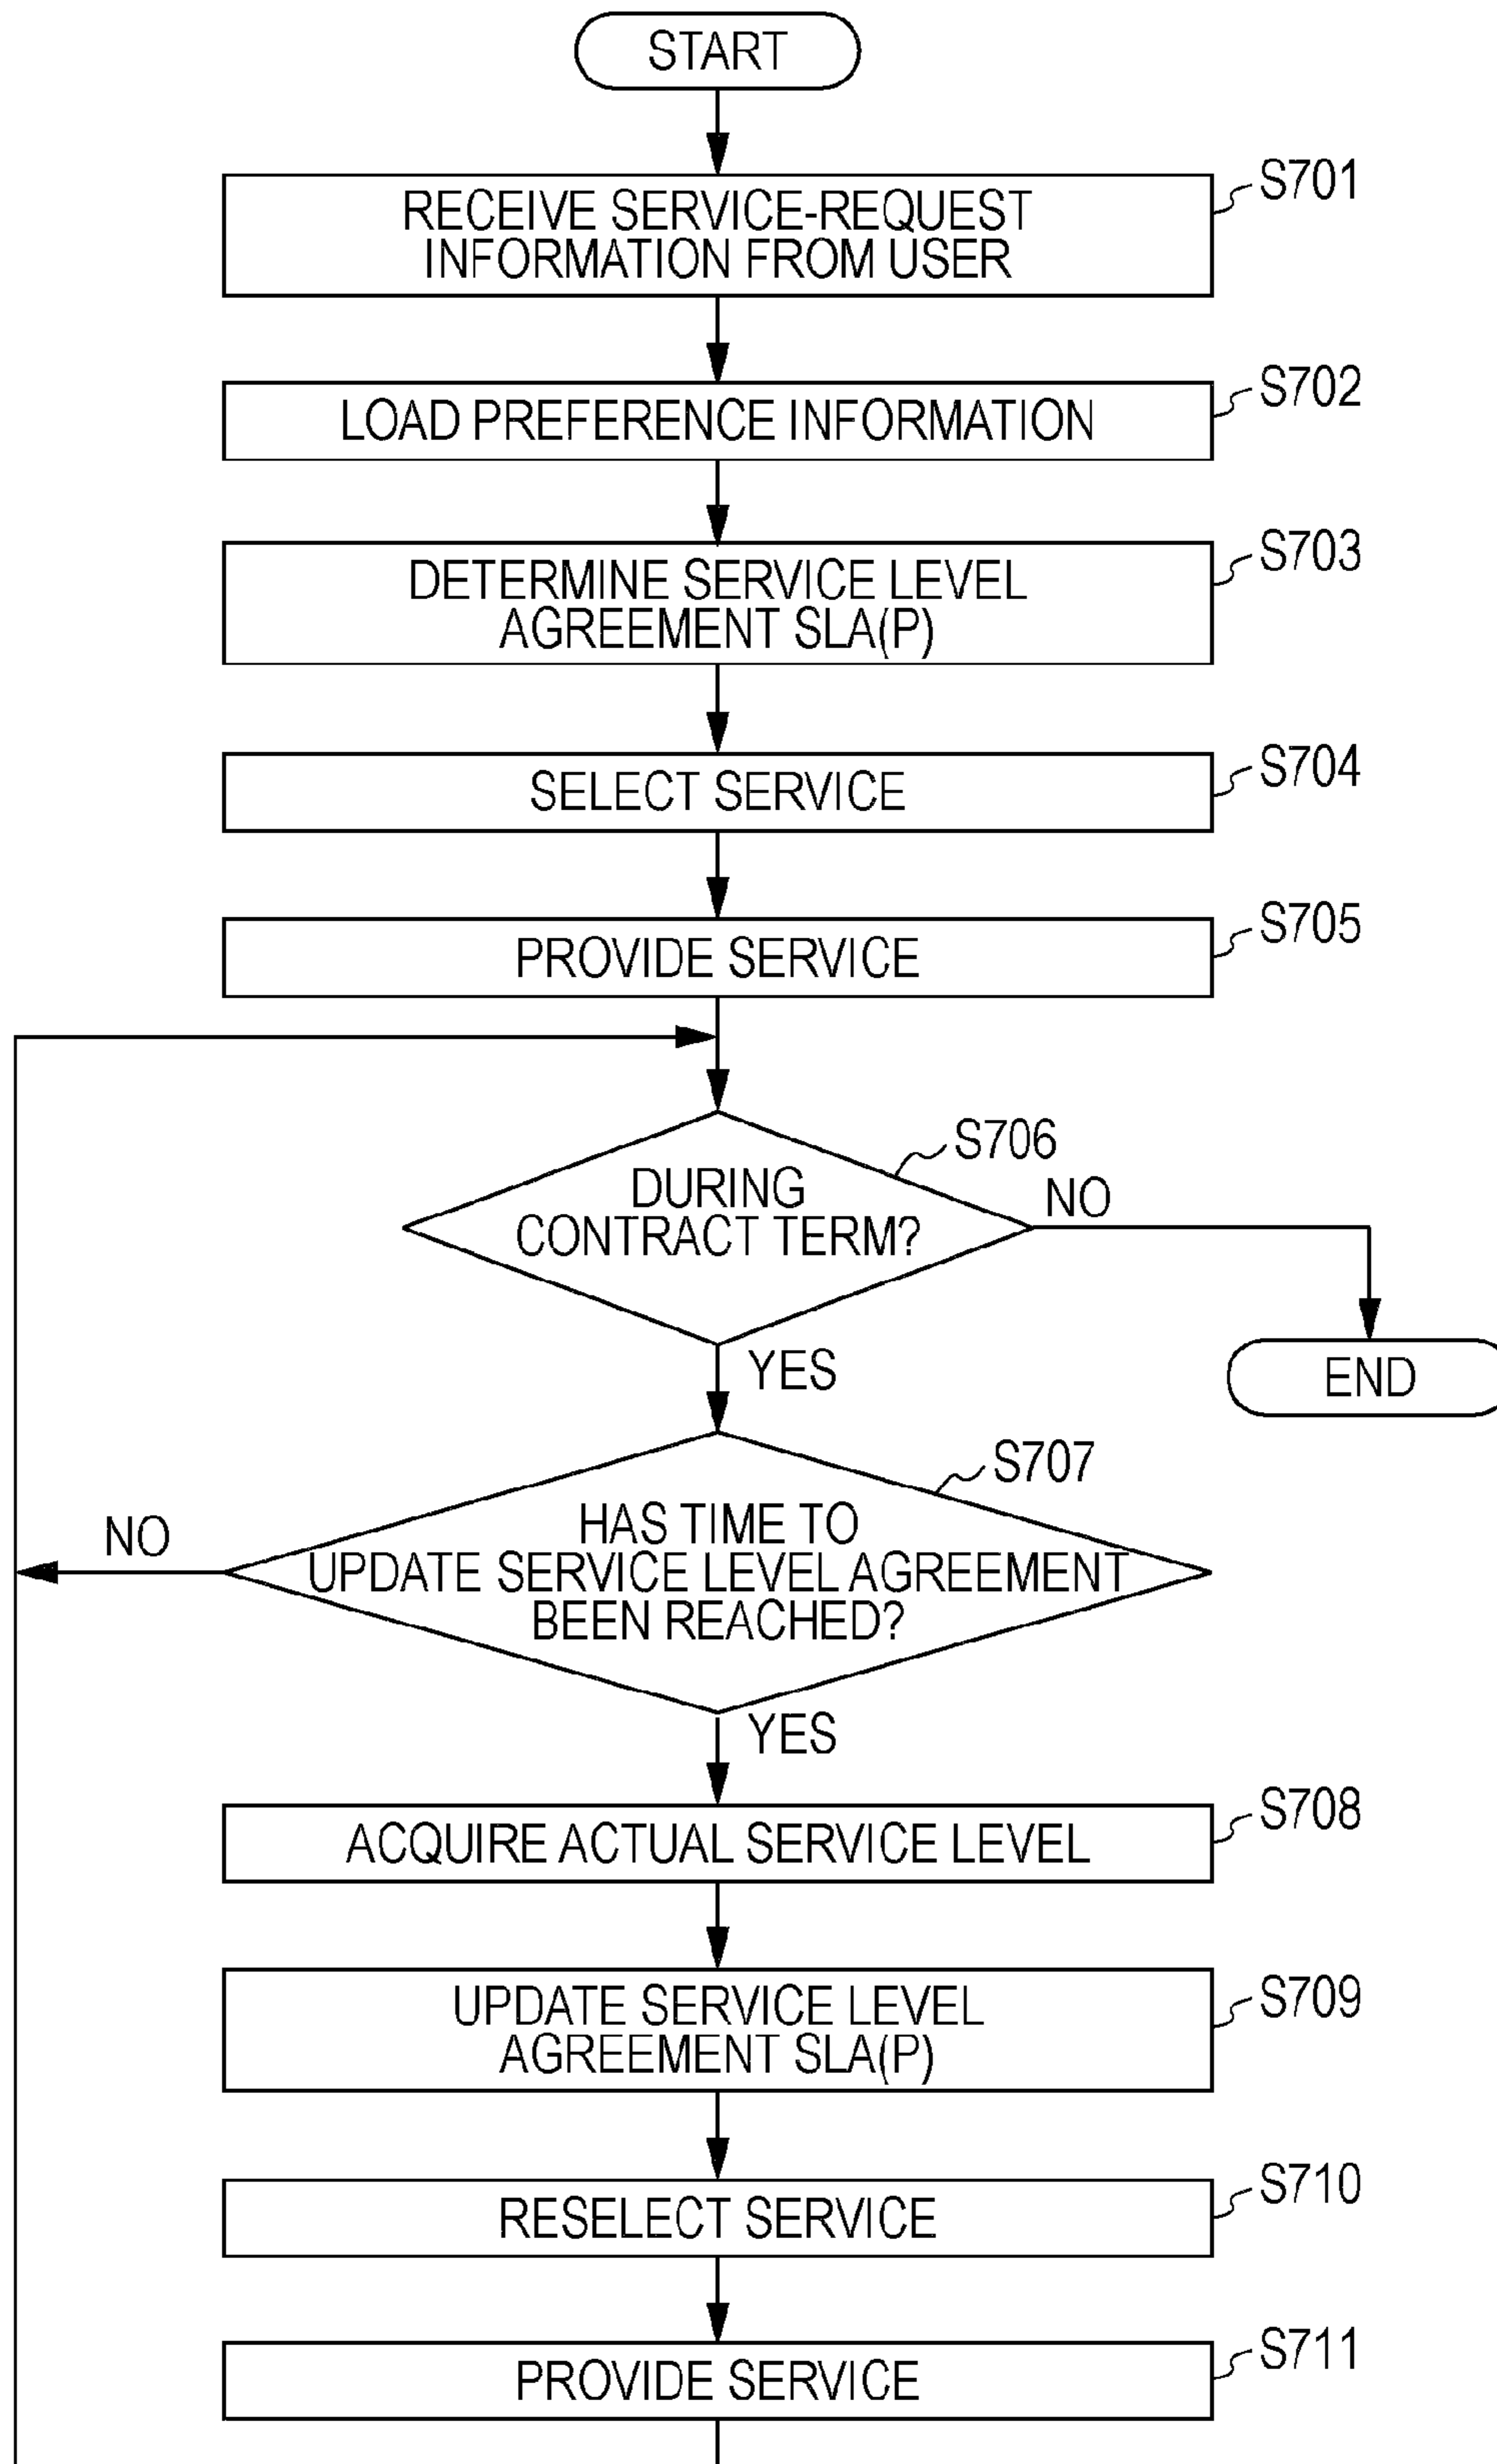 START
S701
RECEIVE SERVICE-REQUEST
INFORMATION FROM USER
S702
LOAD PREFERENCE INFORMATION
S703
DETERMINE SERVICE LEVEL
AGREEMENT SLA(P)
S704
SELECT SERVICE
S705
PROVIDE SERVICE
S706
DURING
CONTRACT TERM?
NO
YES
END
S707
HAS TIME TO
UPDATE SERVICE LEVEL AGREEMENT
BEEN REACHED?
NO
YES
S708
ACQUIRE ACTUAL SERVICE LEVEL
S709
UPDATE SERVICE LEVEL
AGREEMENT SLA(P)
S710
RESELECT SERVICE
S711
PROVIDE SERVICE